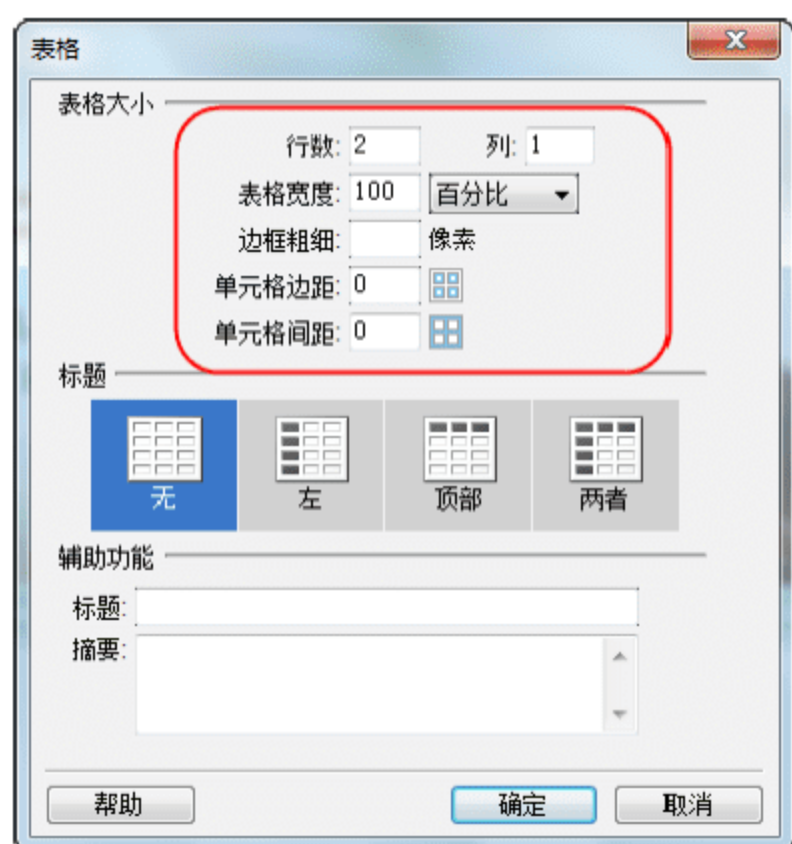 表格
表格大小
行数: 2 列: 1
表格宽度: 100 百分比
边框粗细: 像素
单元格边距: 0
单元格间距: 0
标题
无 左 顶部 两者
辅助功能
标题:
摘要:
帮助 确定 取消